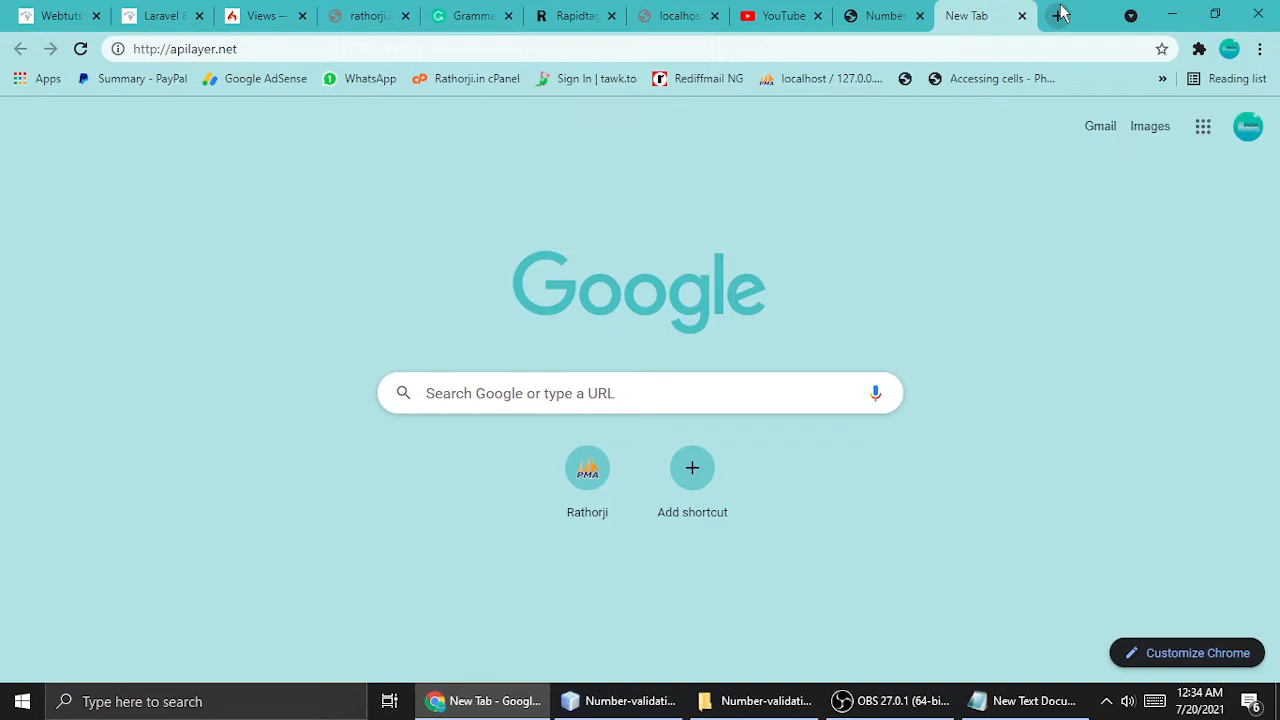 Webtuts
Laravel 8
Views —
rathorji.i
Gramma
Rapidtag
localhost
YouTube
Number
New Tab
http://apilayer.net
Apps
Summary - PayPal
Google AdSense
WhatsApp
Rathorji.in cPanel
Sign In | tawk.to
Rediffmail NG
localhost / 127.0.0....
Accessing cells - Ph...
»
Reading list
Gmail
Images
Google
Search Google or type a URL
PMA
Rathorji
Add shortcut
Customize Chrome
Type here to search
New Tab - Googl...
Number-validati...
Number-validati...
OBS 27.0.1 (64-bi...
New Text Docu...
12:34 AM
7/20/2021
6